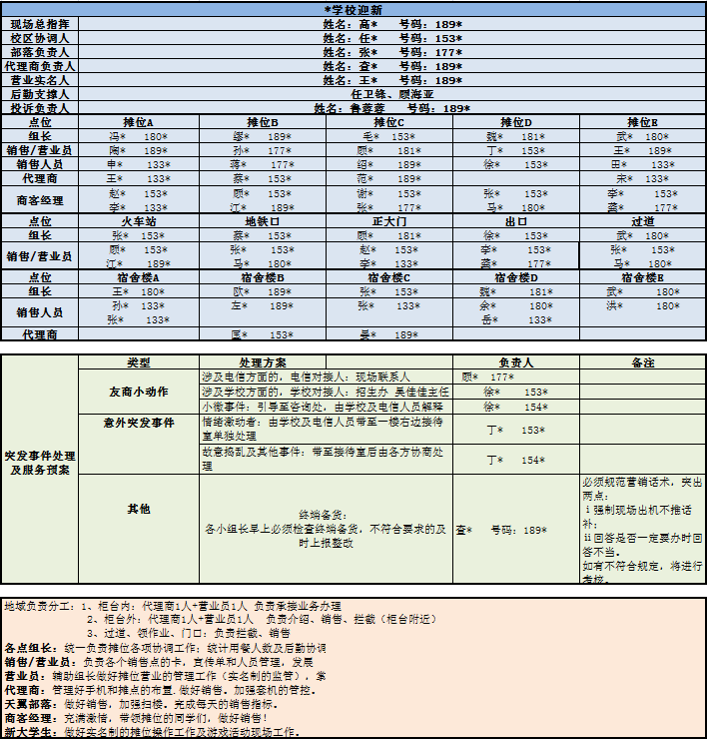 *学校迎新
现场总指挥 姓名：高* 号码：189*
校区协调人 姓名：任* 号码：153*
部落负责人 姓名：张* 号码：177*
代理商负责人 姓名：查* 号码：189*
营业实名人 姓名：王* 号码：189*
后勤支撑人 任卫锋、顾海亚
投诉负责人 姓名：鲁蓉蓉 号码：189*
点位 摊位A 摊位B 摊位C 摊位D 摊位E
组长 冯* 180* 缪* 189* 毛* 153* 魏* 181* 武* 180*
销售/营业员 陶* 189* 孙* 177* 顾* 181* 丁* 153* 王* 189*
销售人员 申* 133* 蒋* 177* 绍* 189* 徐* 153* 田* 133*
代理商 王* 133* 蔡* 153* 范* 189* 宋* 133*
商客经理 赵* 153* 顾* 153* 谢* 153* 张* 153* 李* 153*
李* 133* 江* 189* 张* 177* 马* 180* 龚* 177*
点位 火车站 地铁口 正大门 出口 过道
组长 张* 153* 蔡* 153* 顾* 181* 徐* 153* 武* 180*
销售/营业员 顾* 153* 张* 153* 赵* 153* 李* 153* 张* 153*
江* 189* 马* 180* 李* 133* 龚* 177* 马* 180*
点位 宿舍楼A 宿舍楼B 宿舍楼C 宿舍楼D 宿舍楼E
组长 王* 180* 欧* 189* 张* 153* 魏* 181* 武* 180*
销售人员 孙* 133* 左* 189* 张* 133* 余* 180* 洪* 180*
张* 133* 岳* 133*
代理商 匡* 153* 晏* 189*
类型 处理方案 负责人 备注
突发事件处理及服务预案
友商小动作 涉及电信方面的，电信对接人：现场联系人 顾* 177*
涉及学校方面的，学校对接人：招生办 吴佳佳主任 徐* 153*
小微事件：引导至咨询处，由学校及电信人员解释 徐* 154*
意外突发事件 情绪激动者：由学校及电信人员带至一楼右边接待
室单独处理 丁* 153*
故意捣乱及其他事件：带至接待室后由各方协商处
理 丁* 154*
其他 终端备货：
各小组长早上必须检查终端备货，不符合要求的及
时上报整改 查* 号码：189*
必须规范营销话术，突出
两点：
ⅰ强制现场出机不推话
补；
ⅱ回答是否一定要办时回
答不当。
如有不符合规定，将进行
考核。
地域负责分工：1、柜台内：代理商1人+营业员1人 负责承接业务办理
2、柜台外：代理商1人+营业员1人 负责介绍、销售、拦截（柜台附近）
3、过道、领作业、门口：负责拦截、销售
各点组长：统一负责摊位各项协调工作；统计用餐人数及后勤协调
销售/营业员：负责各个销售点的卡，宣传单和人员管理，发展
营业员：辅助组长做好摊位营业的管理工作（实名制的监管），掌
代理商：管理好手机和摊点的布置.做好销售。加强套机的管控。
天翼部落：做好销售，加强扫楼。完成每天的销售指标。
商客经理：充满激情，带领摊位的同学们，做好销售！
新大学生：做好实名制的摊位操作工作及游戏活动现场工作。